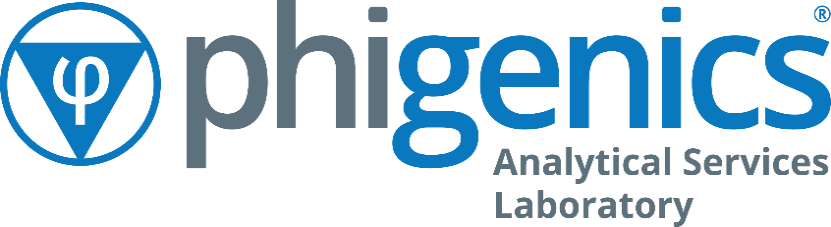 φ phigenics®
Analytical Services
Laboratory